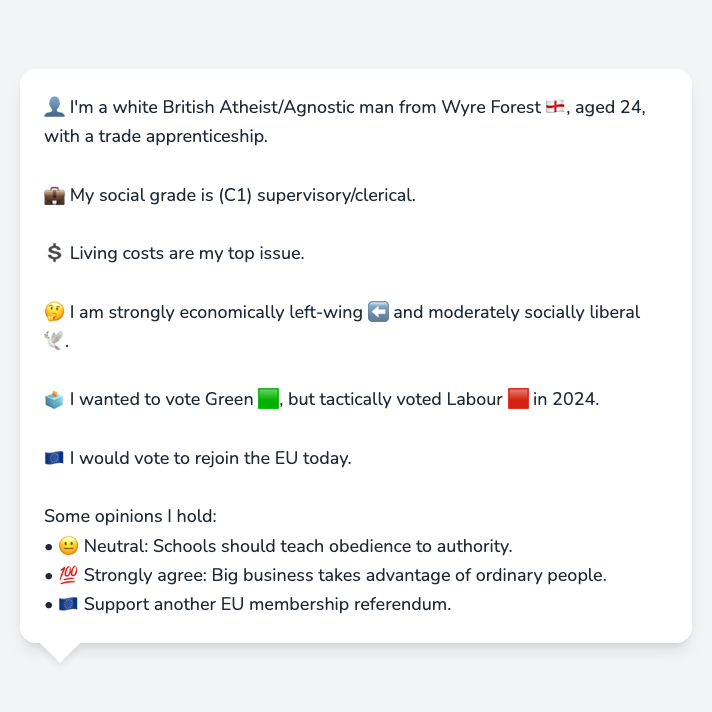 👤 I'm a white British Atheist/Agnostic man from Wyre Forest 🏴󠁧󠁢󠁥󠁮󠁧󠁿, aged 24,
with a trade apprenticeship.
💼 My social grade is (C1) supervisory/clerical.
💲 Living costs are my top issue.
🤔 I am strongly economically left-wing ⬅️ and moderately socially liberal
🕊️.
🗳️ I wanted to vote Green 🟩, but tactically voted Labour 🟥 in 2024.
🇪🇺 I would vote to rejoin the EU today.
Some opinions I hold:
• 😐 Neutral: Schools should teach obedience to authority.
• 💯 Strongly agree: Big business takes advantage of ordinary people.
• 🇪🇺 Support another EU membership referendum.